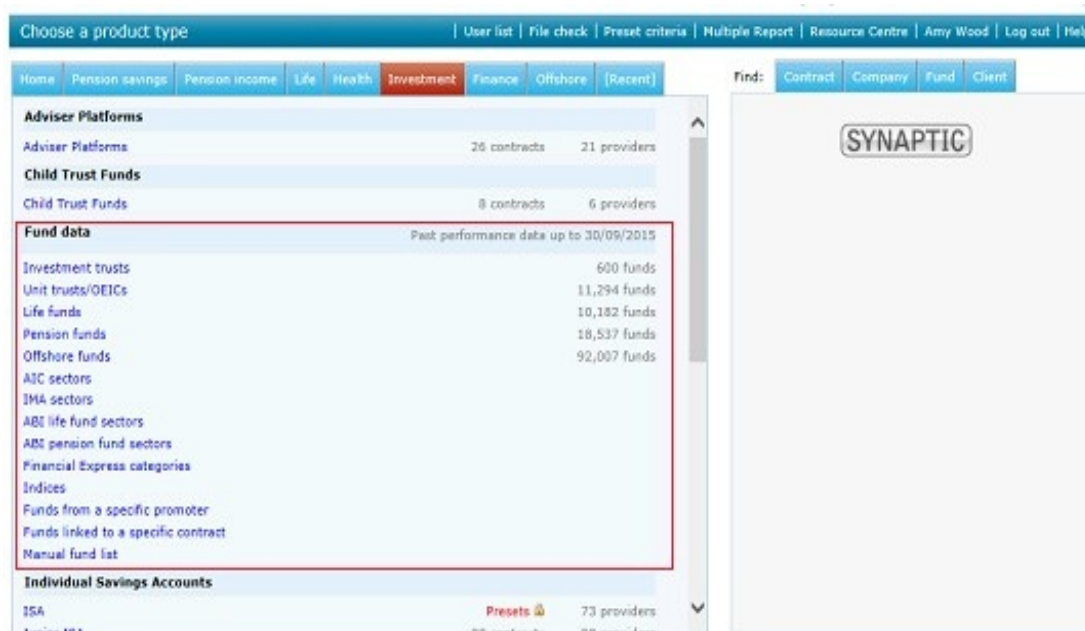 Choose a product type | User list | File check | Preset criteria | Multiple Report | Resource Centre | Amy Wood | Log out | Hel
Home Pension savings Pension income Life Health Investment Finance Offshore [Recent] Find: Contract Company Fund Client
SYNAPTIC
Adviser Platforms
Adviser Platforms 26 contracts 21 providers
Child Trust Funds
Child Trust Funds 8 contracts 6 providers
Fund data Past performance data up to 30/09/2015
Investment trusts 600 funds
Unit trusts/OEICs 11,294 funds
Life funds 10,182 funds
Pension funds 18,537 funds
Offshore funds 92,007 funds
AIC sectors
IMA sectors
ABI life fund sectors
ABI pension fund sectors
Financial Express categories
Indices
Funds from a specific promoter
Funds linked to a specific contract
Manual fund list
Individual Savings Accounts
ISA Presets 73 providers